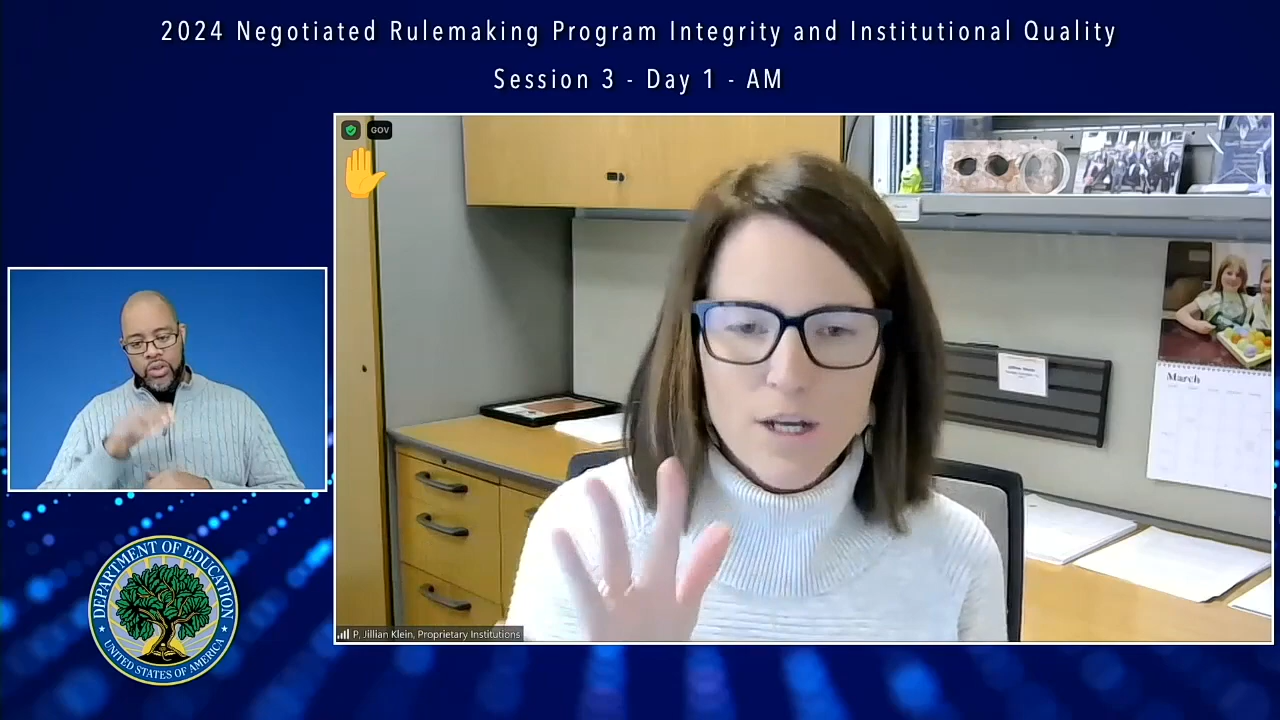 2024 Negotiated Rulemaking Program Integrity and Institutional Quality
Session 3 - Day 1 - AM
GOV
March
P. Jillian Klein, Proprietary Institutions
DEPARTMENT OF EDUCATION
UNITED STATES OF AMERICA